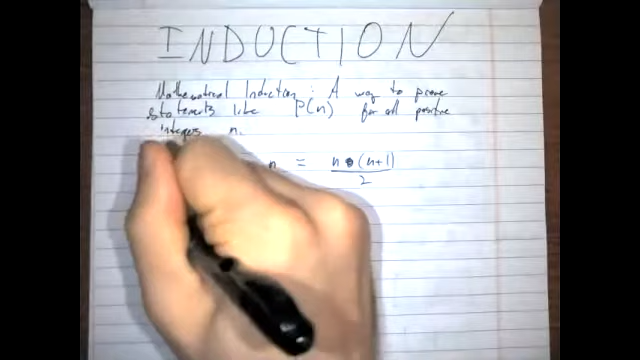 INDUCTION
Mathematical Induction : A way to prove
statements like P(n) for all positive
integers n.
n = n•(n+1)
2